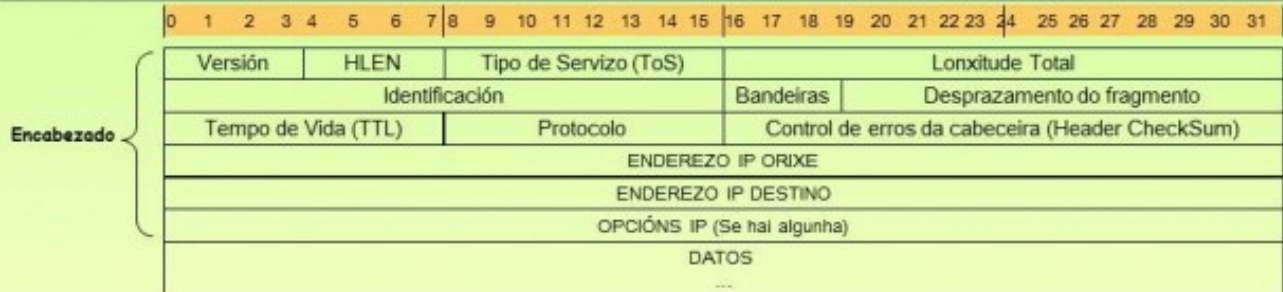 0 1 2 3 4 5 6 7 8 9 10 11 12 13 14 15 16 17 18 19 20 21 22 23 24 25 26 27 28 29 30 31
Versión HLEN Tipo de Servizo (ToS) Lonxitude Total
Identificación Bandeiras Desprazamento do fragmento
Encabezado
Tempo de Vida (TTL) Protocolo Control de erros da cabeceira (Header CheckSum)
ENDEREZO IP ORIXE
ENDEREZO IP DESTINO
OPCIÓNS IP (Se hai algunha)
DATOS
...